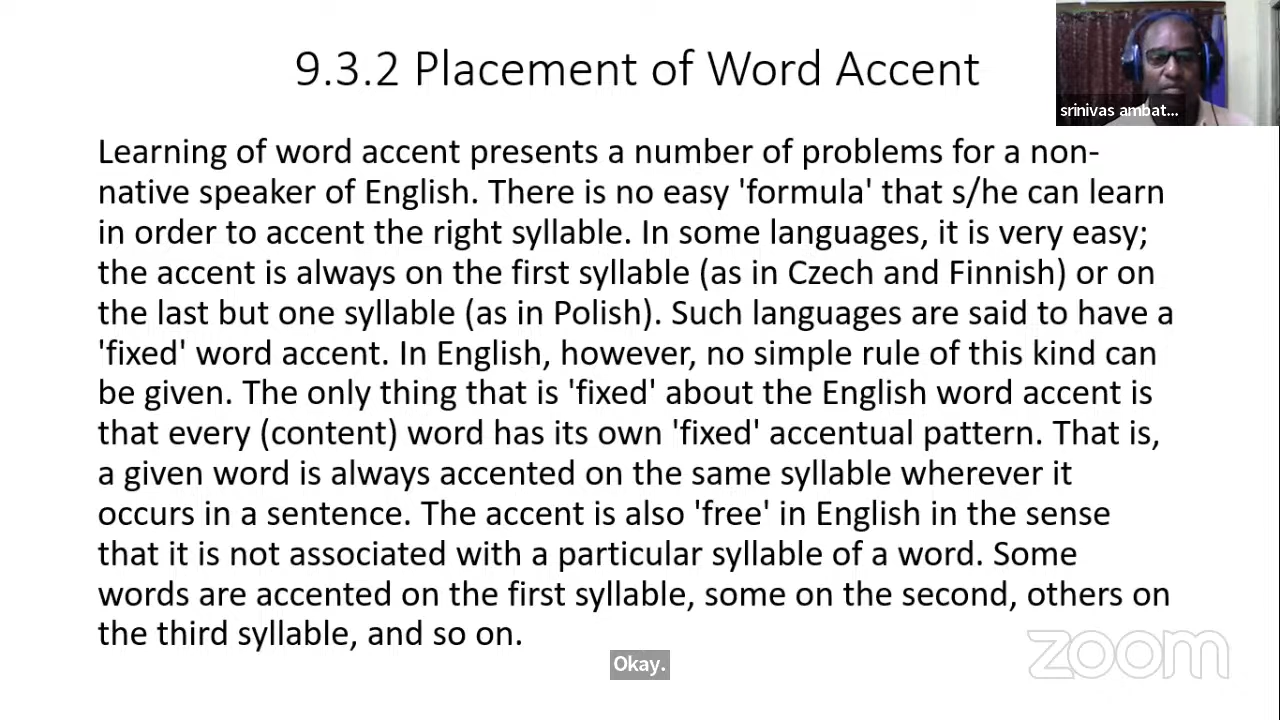 9.3.2 Placement of Word Accent
srinivas ambat...
Learning of word accent presents a number of problems for a non-
native speaker of English. There is no easy 'formula' that s/he can learn
in order to accent the right syllable. In some languages, it is very easy;
the accent is always on the first syllable (as in Czech and Finnish) or on
the last but one syllable (as in Polish). Such languages are said to have a
'fixed' word accent. In English, however, no simple rule of this kind can
be given. The only thing that is 'fixed' about the English word accent is
that every (content) word has its own 'fixed' accentual pattern. That is,
a given word is always accented on the same syllable wherever it
occurs in a sentence. The accent is also 'free' in English in the sense
that it is not associated with a particular syllable of a word. Some
words are accented on the first syllable, some on the second, others on
the third syllable, and so on.
zoom
Okay.